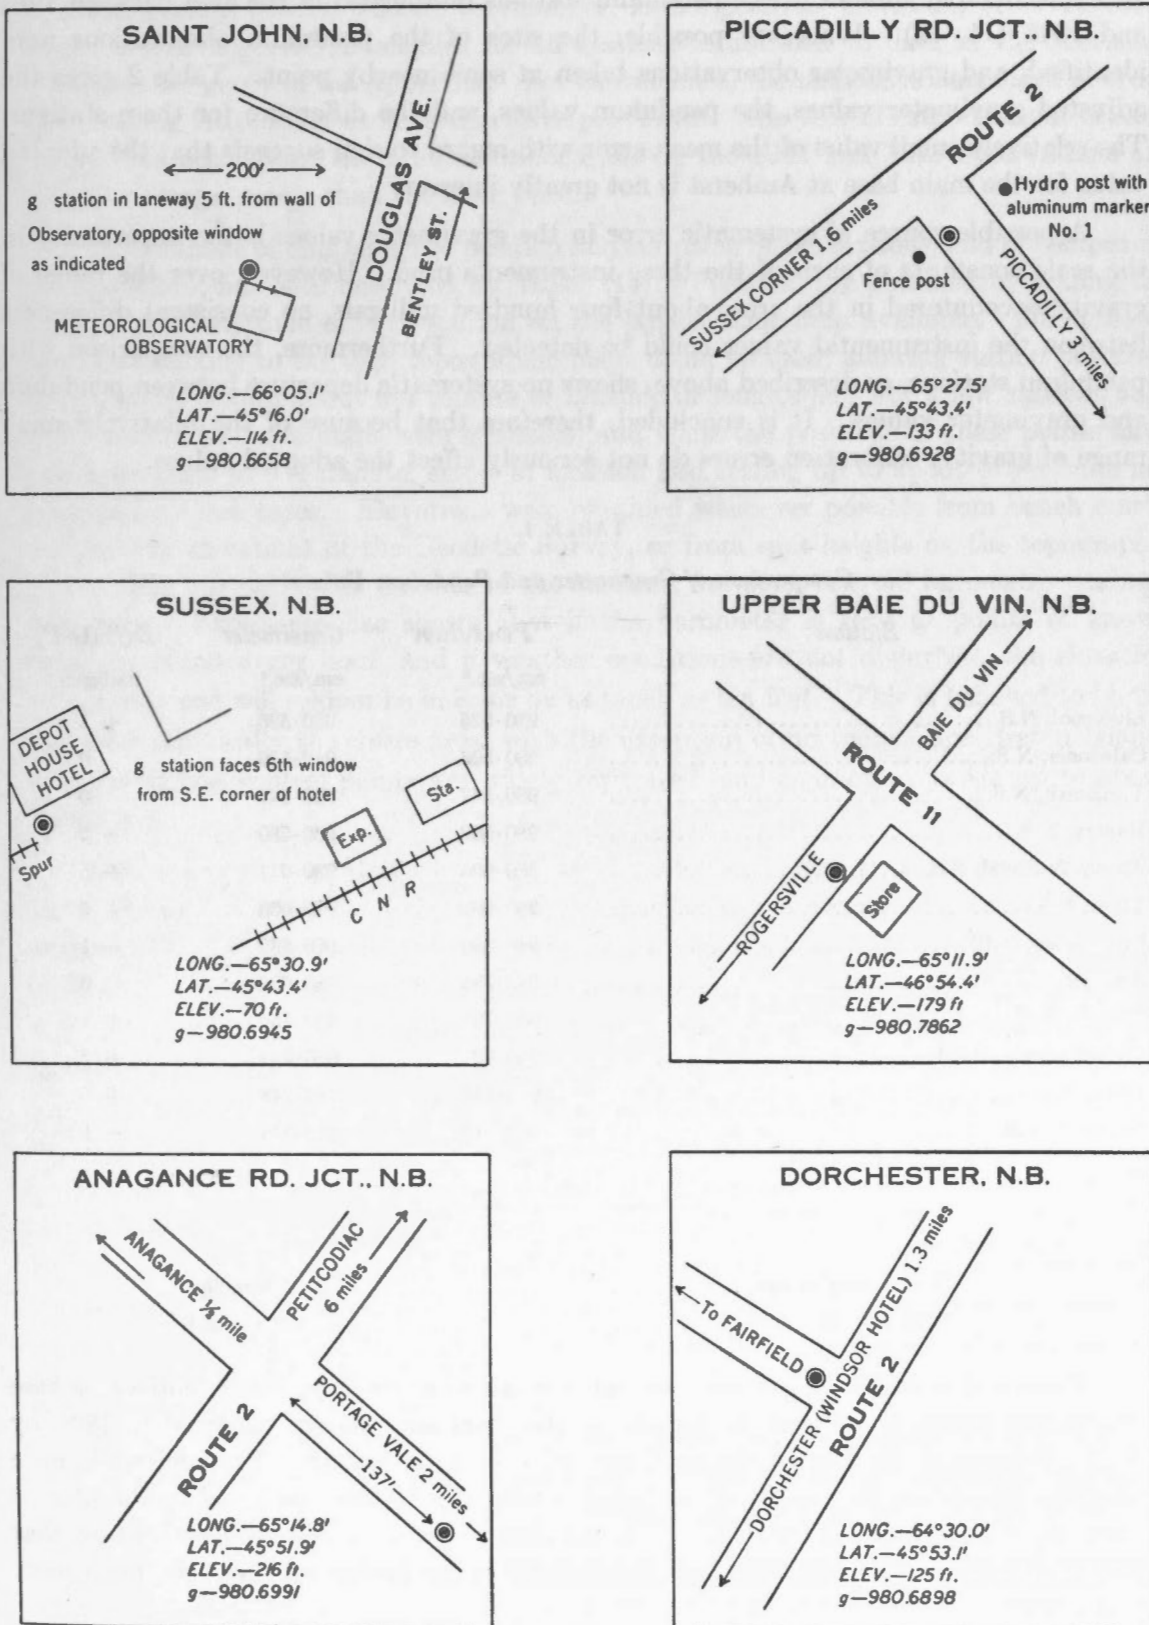 SAINT JOHN, N.B.
DOUGLAS AVE.
BENTLEY ST.
200'
g station in laneway 5 ft. from wall of
Observatory, opposite window
as indicated
METEOROLOGICAL
OBSERVATORY
LONG.—66°05.1'
LAT.—45°16.0'
ELEV.—114 ft.
g—980.6658
PICCADILLY RD. JCT., N.B.
ROUTE 2
Hydro post with
aluminum marker
No. 1
SUSSEX CORNER 1.6 miles
Fence post
PICCADILLY 3 miles
LONG.—65°27.5'
LAT.—45°43.4'
ELEV.—133 ft.
g—980.6928
SUSSEX, N.B.
DEPOT
HOUSE
HOTEL
g station faces 6th window
from S.E. corner of hotel
Sta.
Exp.
Spur
C N R
LONG.—65°30.9'
LAT.—45°43.4'
ELEV.—70 ft.
g—980.6945
UPPER BAIE DU VIN, N.B.
BAIE DU VIN
ROUTE 11
ROGERSVILLE
Store
LONG.—65°11.9'
LAT.—46°54.4'
ELEV.—179 ft
g—980.7862
ANAGANCE RD. JCT., N.B.
ANAGANCE ½ mile
PETITCODIAC
6 miles
PORTAGE VALE 2 miles
137'
ROUTE 2
LONG.—65°14.8'
LAT.—45°51.9'
ELEV.—216 ft.
g—980.6991
DORCHESTER, N.B.
To FAIRFIELD
DORCHESTER (WINDSOR HOTEL) 1.3 miles
ROUTE 2
LONG.—64°30.0'
LAT.—45°53.1'
ELEV.—125 ft.
g—980.6898